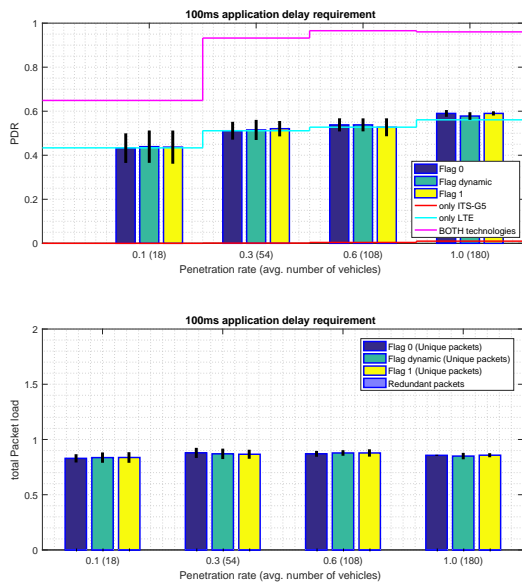 100ms application delay requirement
1
0.8
0.6
0.4
0.2
0
PDR
Flag 0
Flag dynamic
Flag 1
only ITS-G5
only LTE
BOTH technologies
0.1 (18) 0.3 (54) 0.6 (108) 1.0 (180)
Penetration rate (avg. number of vehicles)
100ms application delay requirement
2
1.5
1
0.5
0
total Packet load
Flag 0 (Unique packets)
Flag dynamic (Unique packets)
Flag 1 (Unique packets)
Redundant packets
0.1 (18) 0.3 (54) 0.6 (108) 1.0 (180)
Penetration rate (avg. number of vehicles)